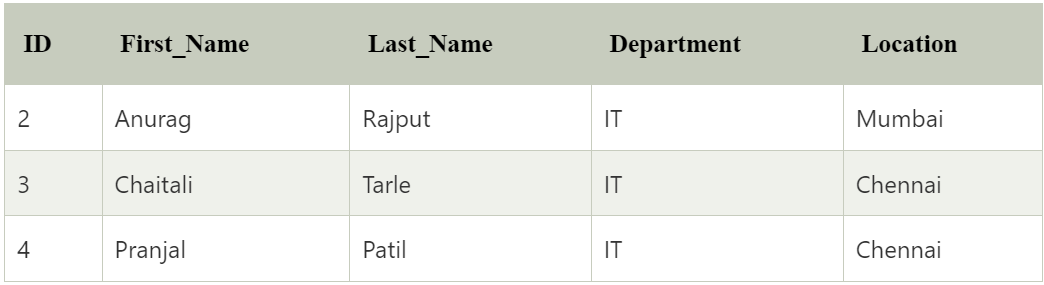 ID First_Name Last_Name Department Location
2 Anurag Rajput IT Mumbai
3 Chaitali Tarle IT Chennai
4 Pranjal Patil IT Chennai